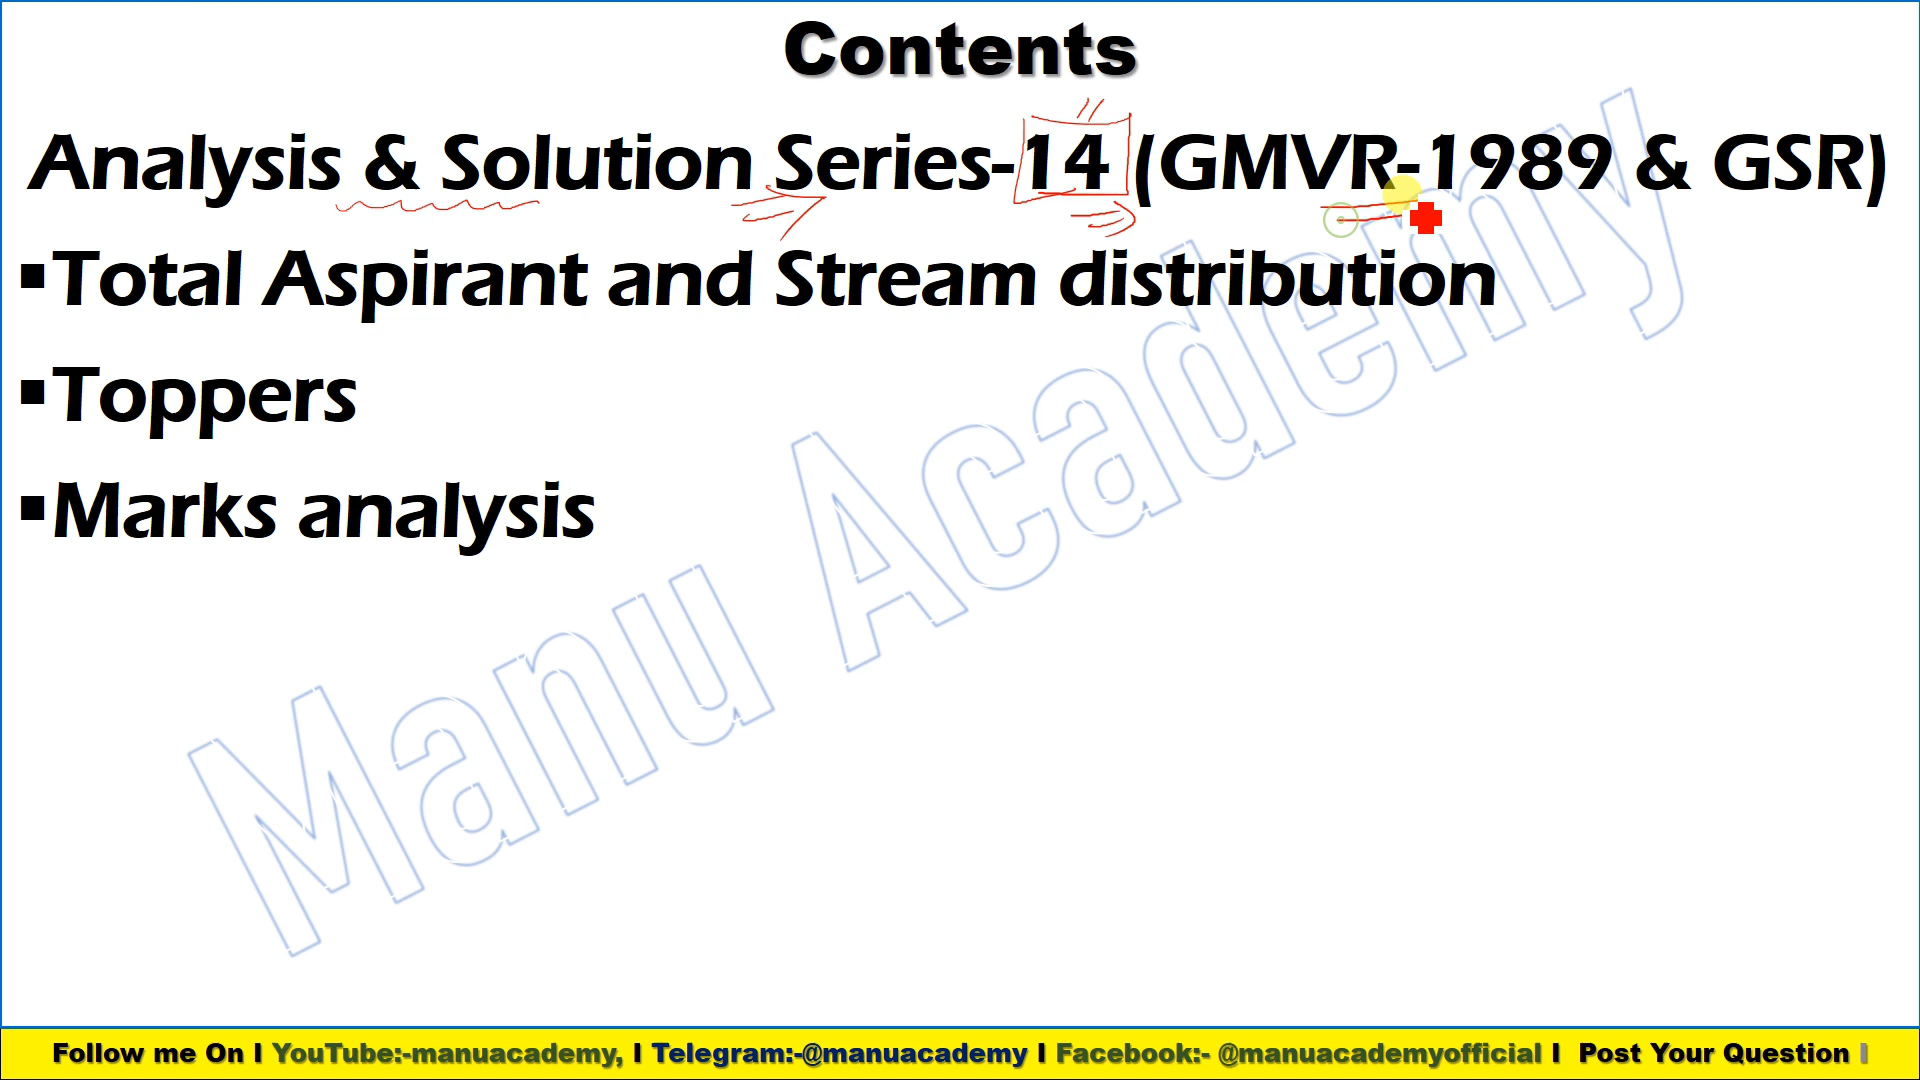 Contents
Analysis & Solution Series-14 (GMVR-1989 & GSR)
▪Total Aspirant and Stream distribution
▪Toppers
▪Marks analysis
Manu Academy
Follow me On I YouTube:-manuacademy, I Telegram:-@manuacademy I Facebook:- @manuacademyofficial I Post Your Question I